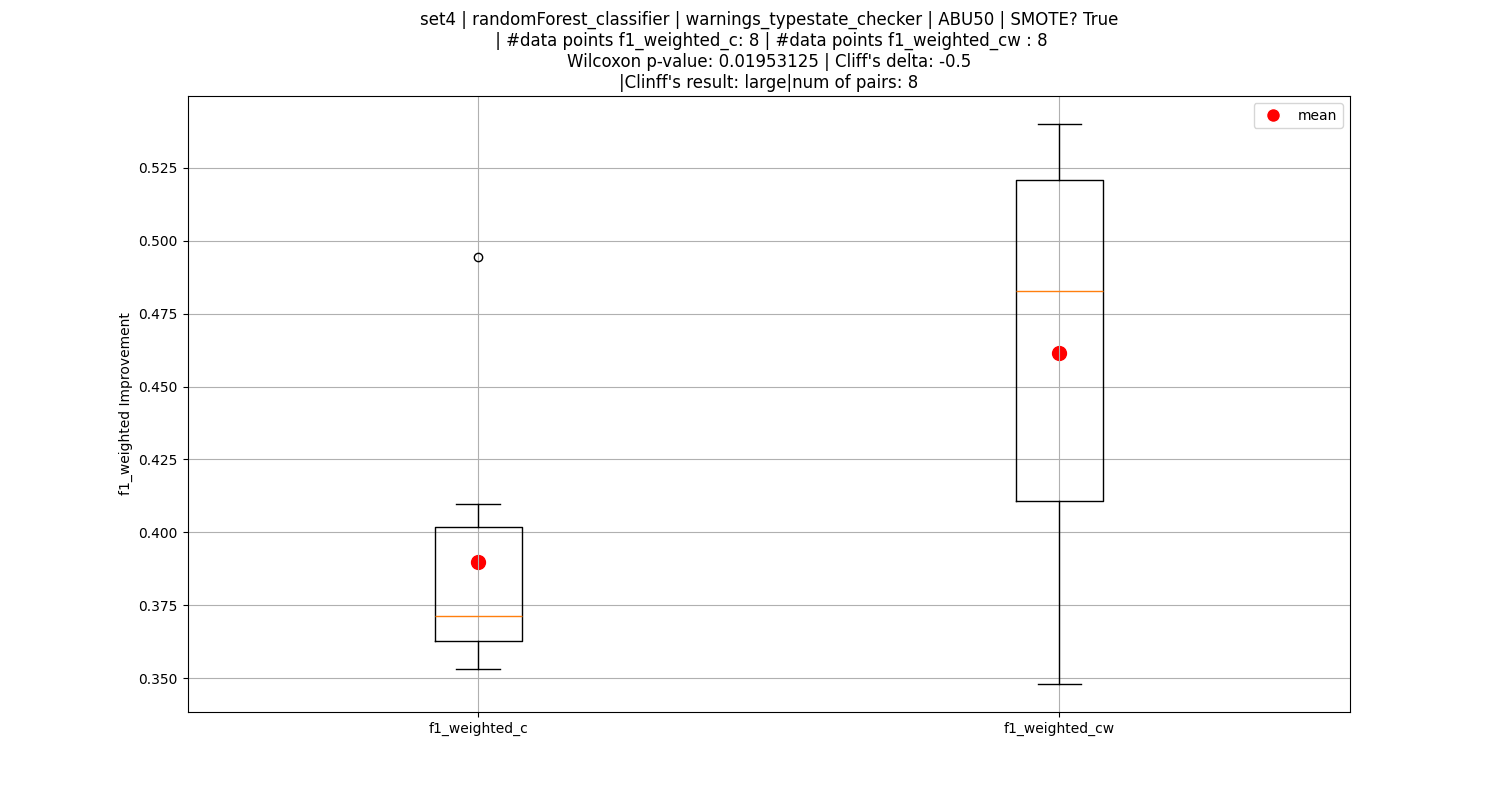 set4 | randomForest_classifier | warnings_typestate_checker | ABU50 | SMOTE? True
| #data points f1_weighted_c: 8 | #data points f1_weighted_cw : 8
Wilcoxon p-value: 0.01953125 | Cliff's delta: -0.5
|Clinff's result: large|num of pairs: 8
mean
0.525
0.500
0.475
0.450
0.425
0.400
0.375
0.350
f1_weighted Improvement
f1_weighted_c
f1_weighted_cw